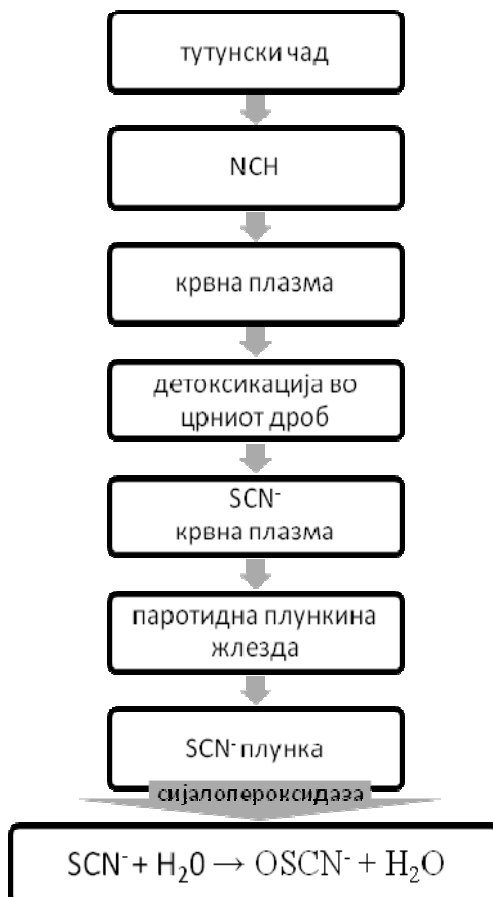 тутунски чад
NCH
крвна плазма
детоксикација во
црниот дроб
SCN⁻
крвна плазма
паротидна плункина
жлезда
SCN⁻ плунка
сијалопероксидаза
SCN⁻ + H₂0 → OSCN⁻ + H₂O